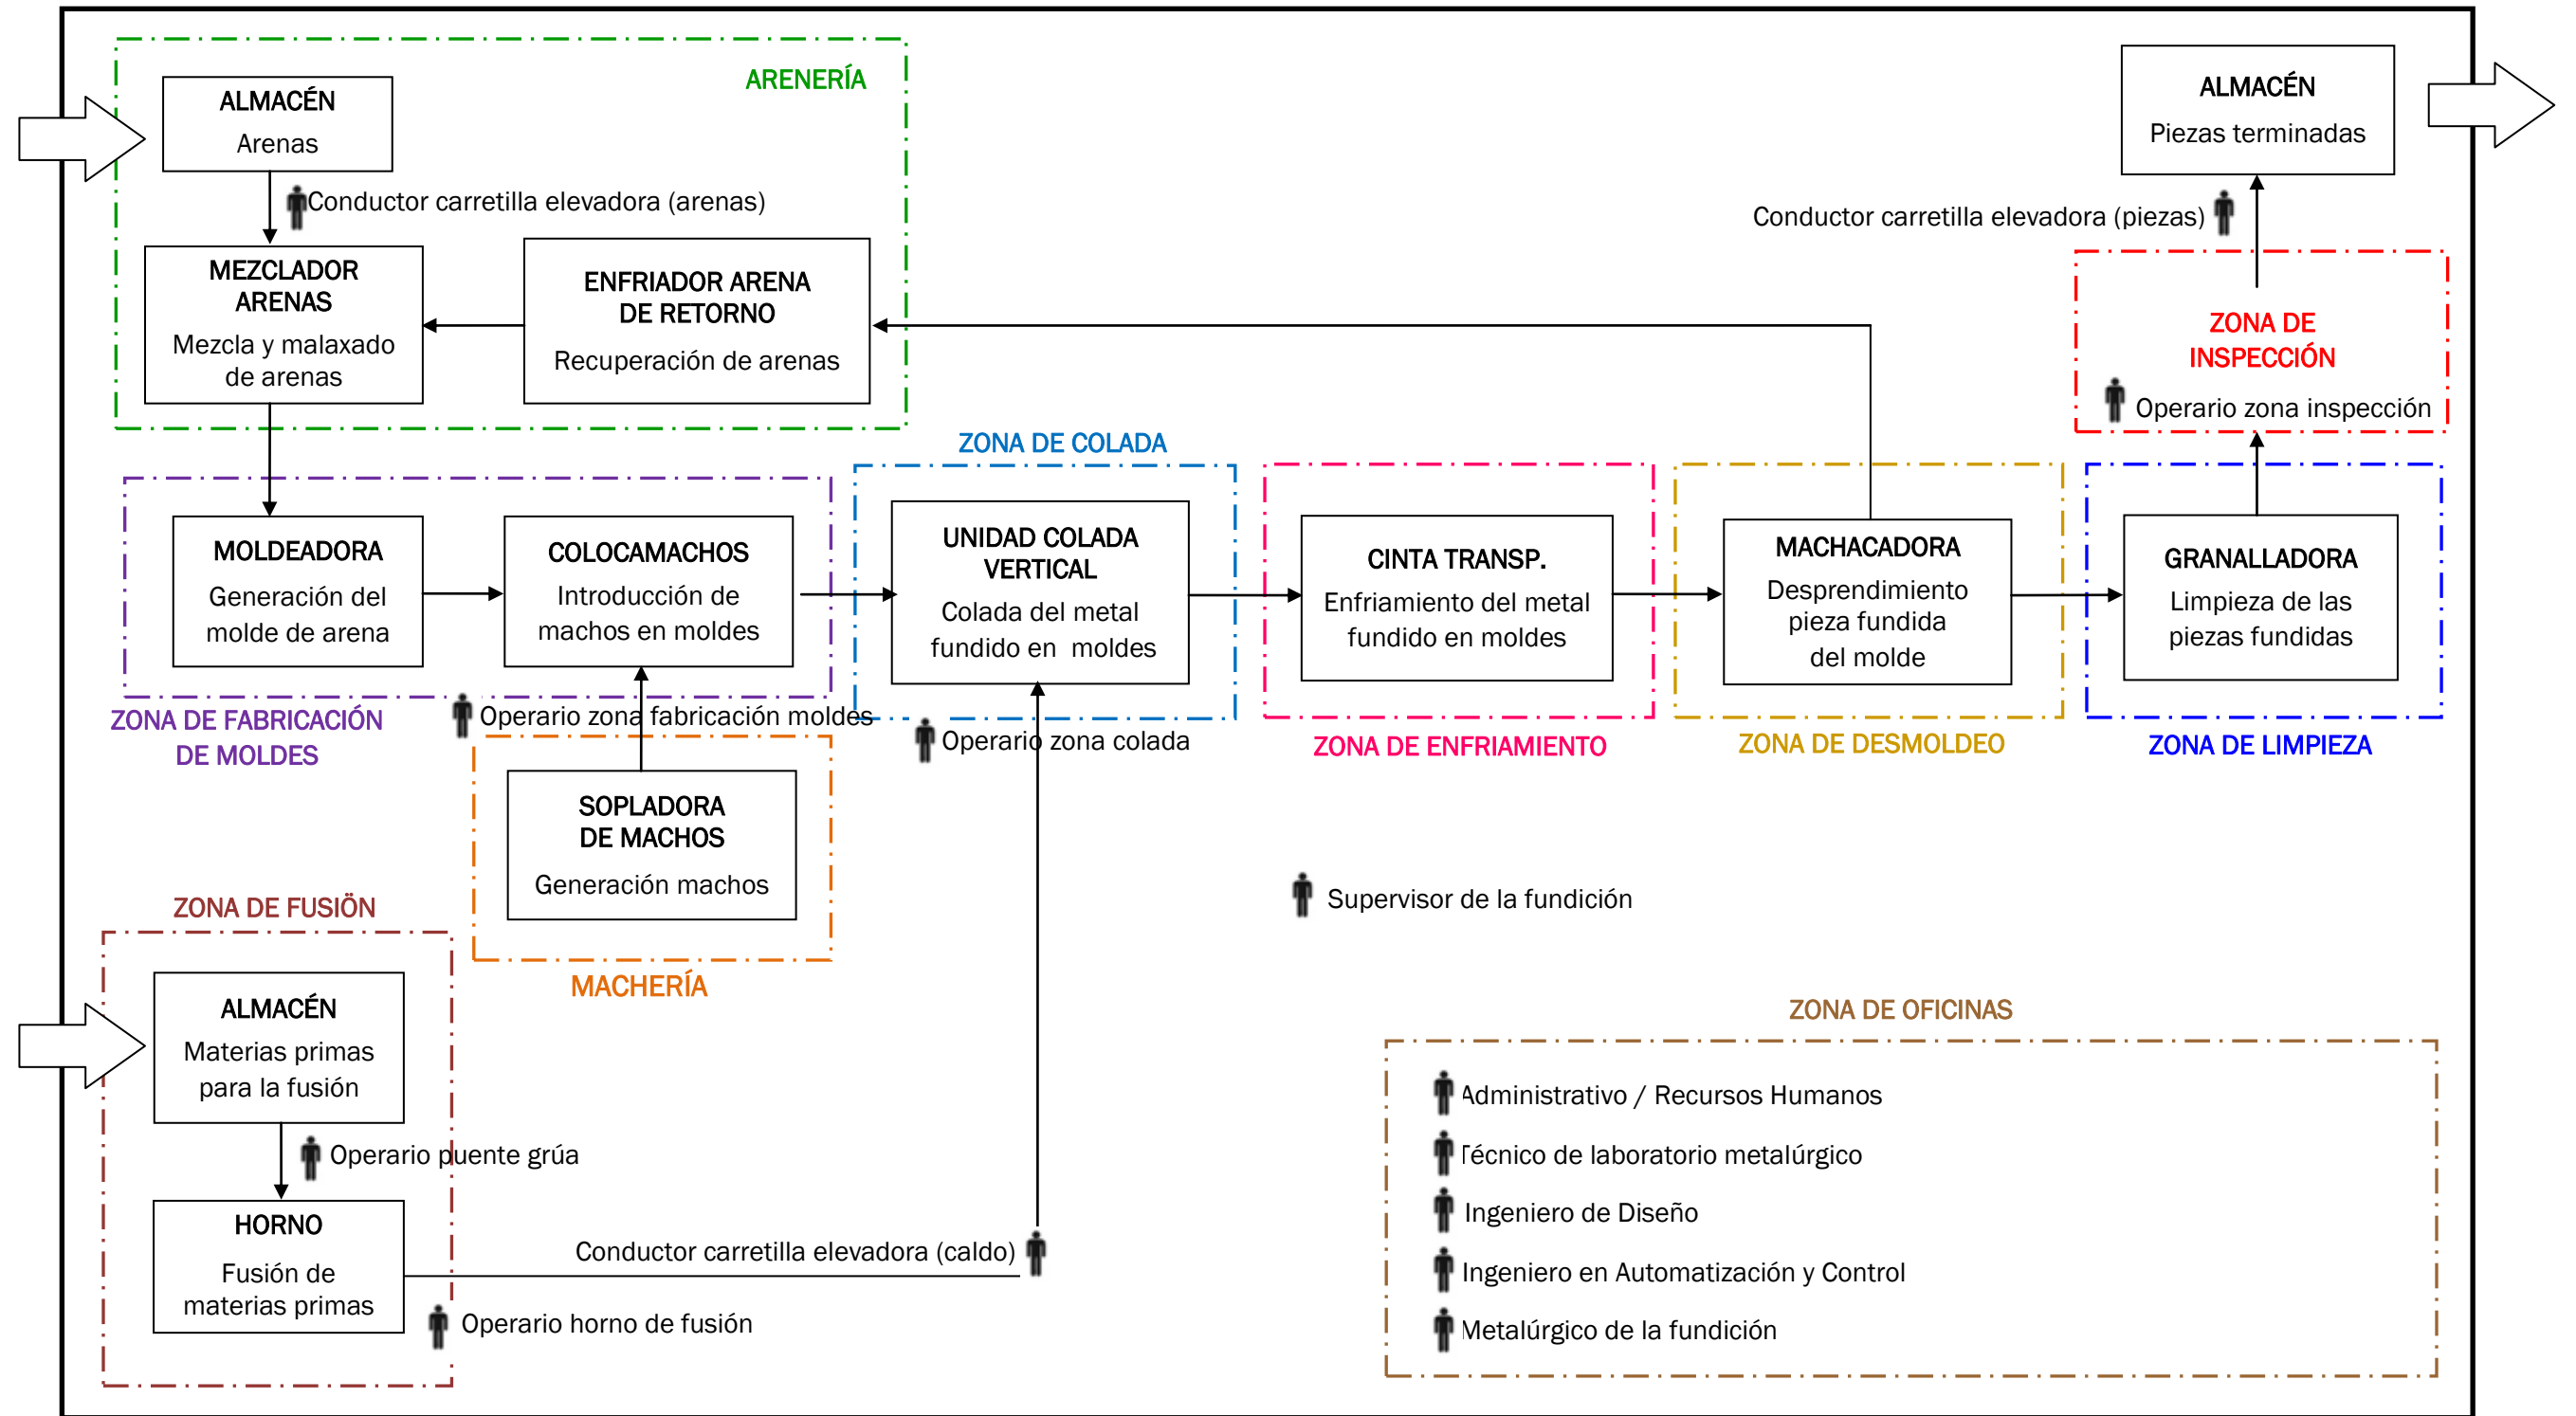 ARENERÍA
ALMACÉN
Arenas
Conductor carretilla elevadora (arenas)
MEZCLADOR
ARENAS
Mezcla y malaxado
de arenas
ENFRIADOR ARENA
DE RETORNO
Recuperación de arenas
ALMACÉN
Piezas terminadas
Conductor carretilla elevadora (piezas)
ZONA DE
INSPECCIÓN
Operario zona inspección
ZONA DE COLADA
MOLDEADORA
Generación del
molde de arena
COLOCAMACHOS
Introducción de
machos en moldes
UNIDAD COLADA
VERTICAL
Colada del metal
fundido en moldes
CINTA TRANSP.
Enfriamiento del metal
fundido en moldes
MACHACADORA
Desprendimiento
pieza fundida
del molde
GRANALLADORA
Limpieza de las
piezas fundidas
ZONA DE FABRICACIÓN
DE MOLDES
Operario zona fabricación moldes
Operario zona colada
ZONA DE ENFRIAMIENTO
ZONA DE DESMOLDEO
ZONA DE LIMPIEZA
SOPLADORA
DE MACHOS
Generación machos
MACHERÍA
Supervisor de la fundición
ZONA DE FUSIÖN
ALMACÉN
Materias primas
para la fusión
Operario puente grúa
HORNO
Fusión de
materias primas
Conductor carretilla elevadora (caldo)
Operario horno de fusión
ZONA DE OFICINAS
Administrativo / Recursos Humanos
Técnico de laboratorio metalúrgico
Ingeniero de Diseño
Ingeniero en Automatización y Control
Metalúrgico de la fundición